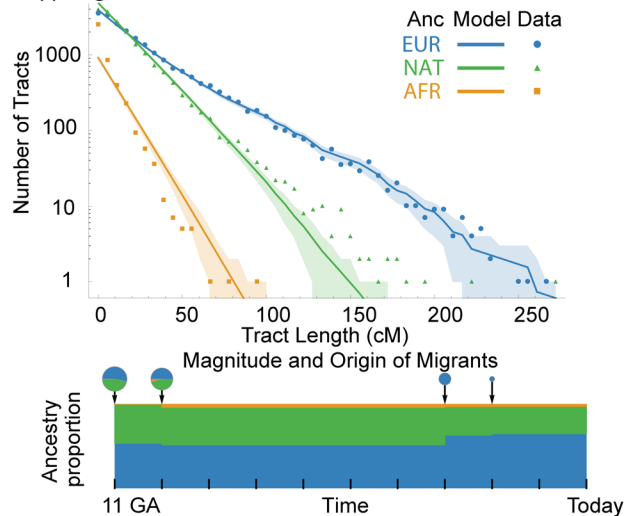 Anc Model Data
EUR
NAT
AFR
Number of Tracts
1000
100
10
1
0 50 100 150 200 250
Tract Length (cM)
Magnitude and Origin of Migrants
Ancestry
proportion
11 GA Time Today